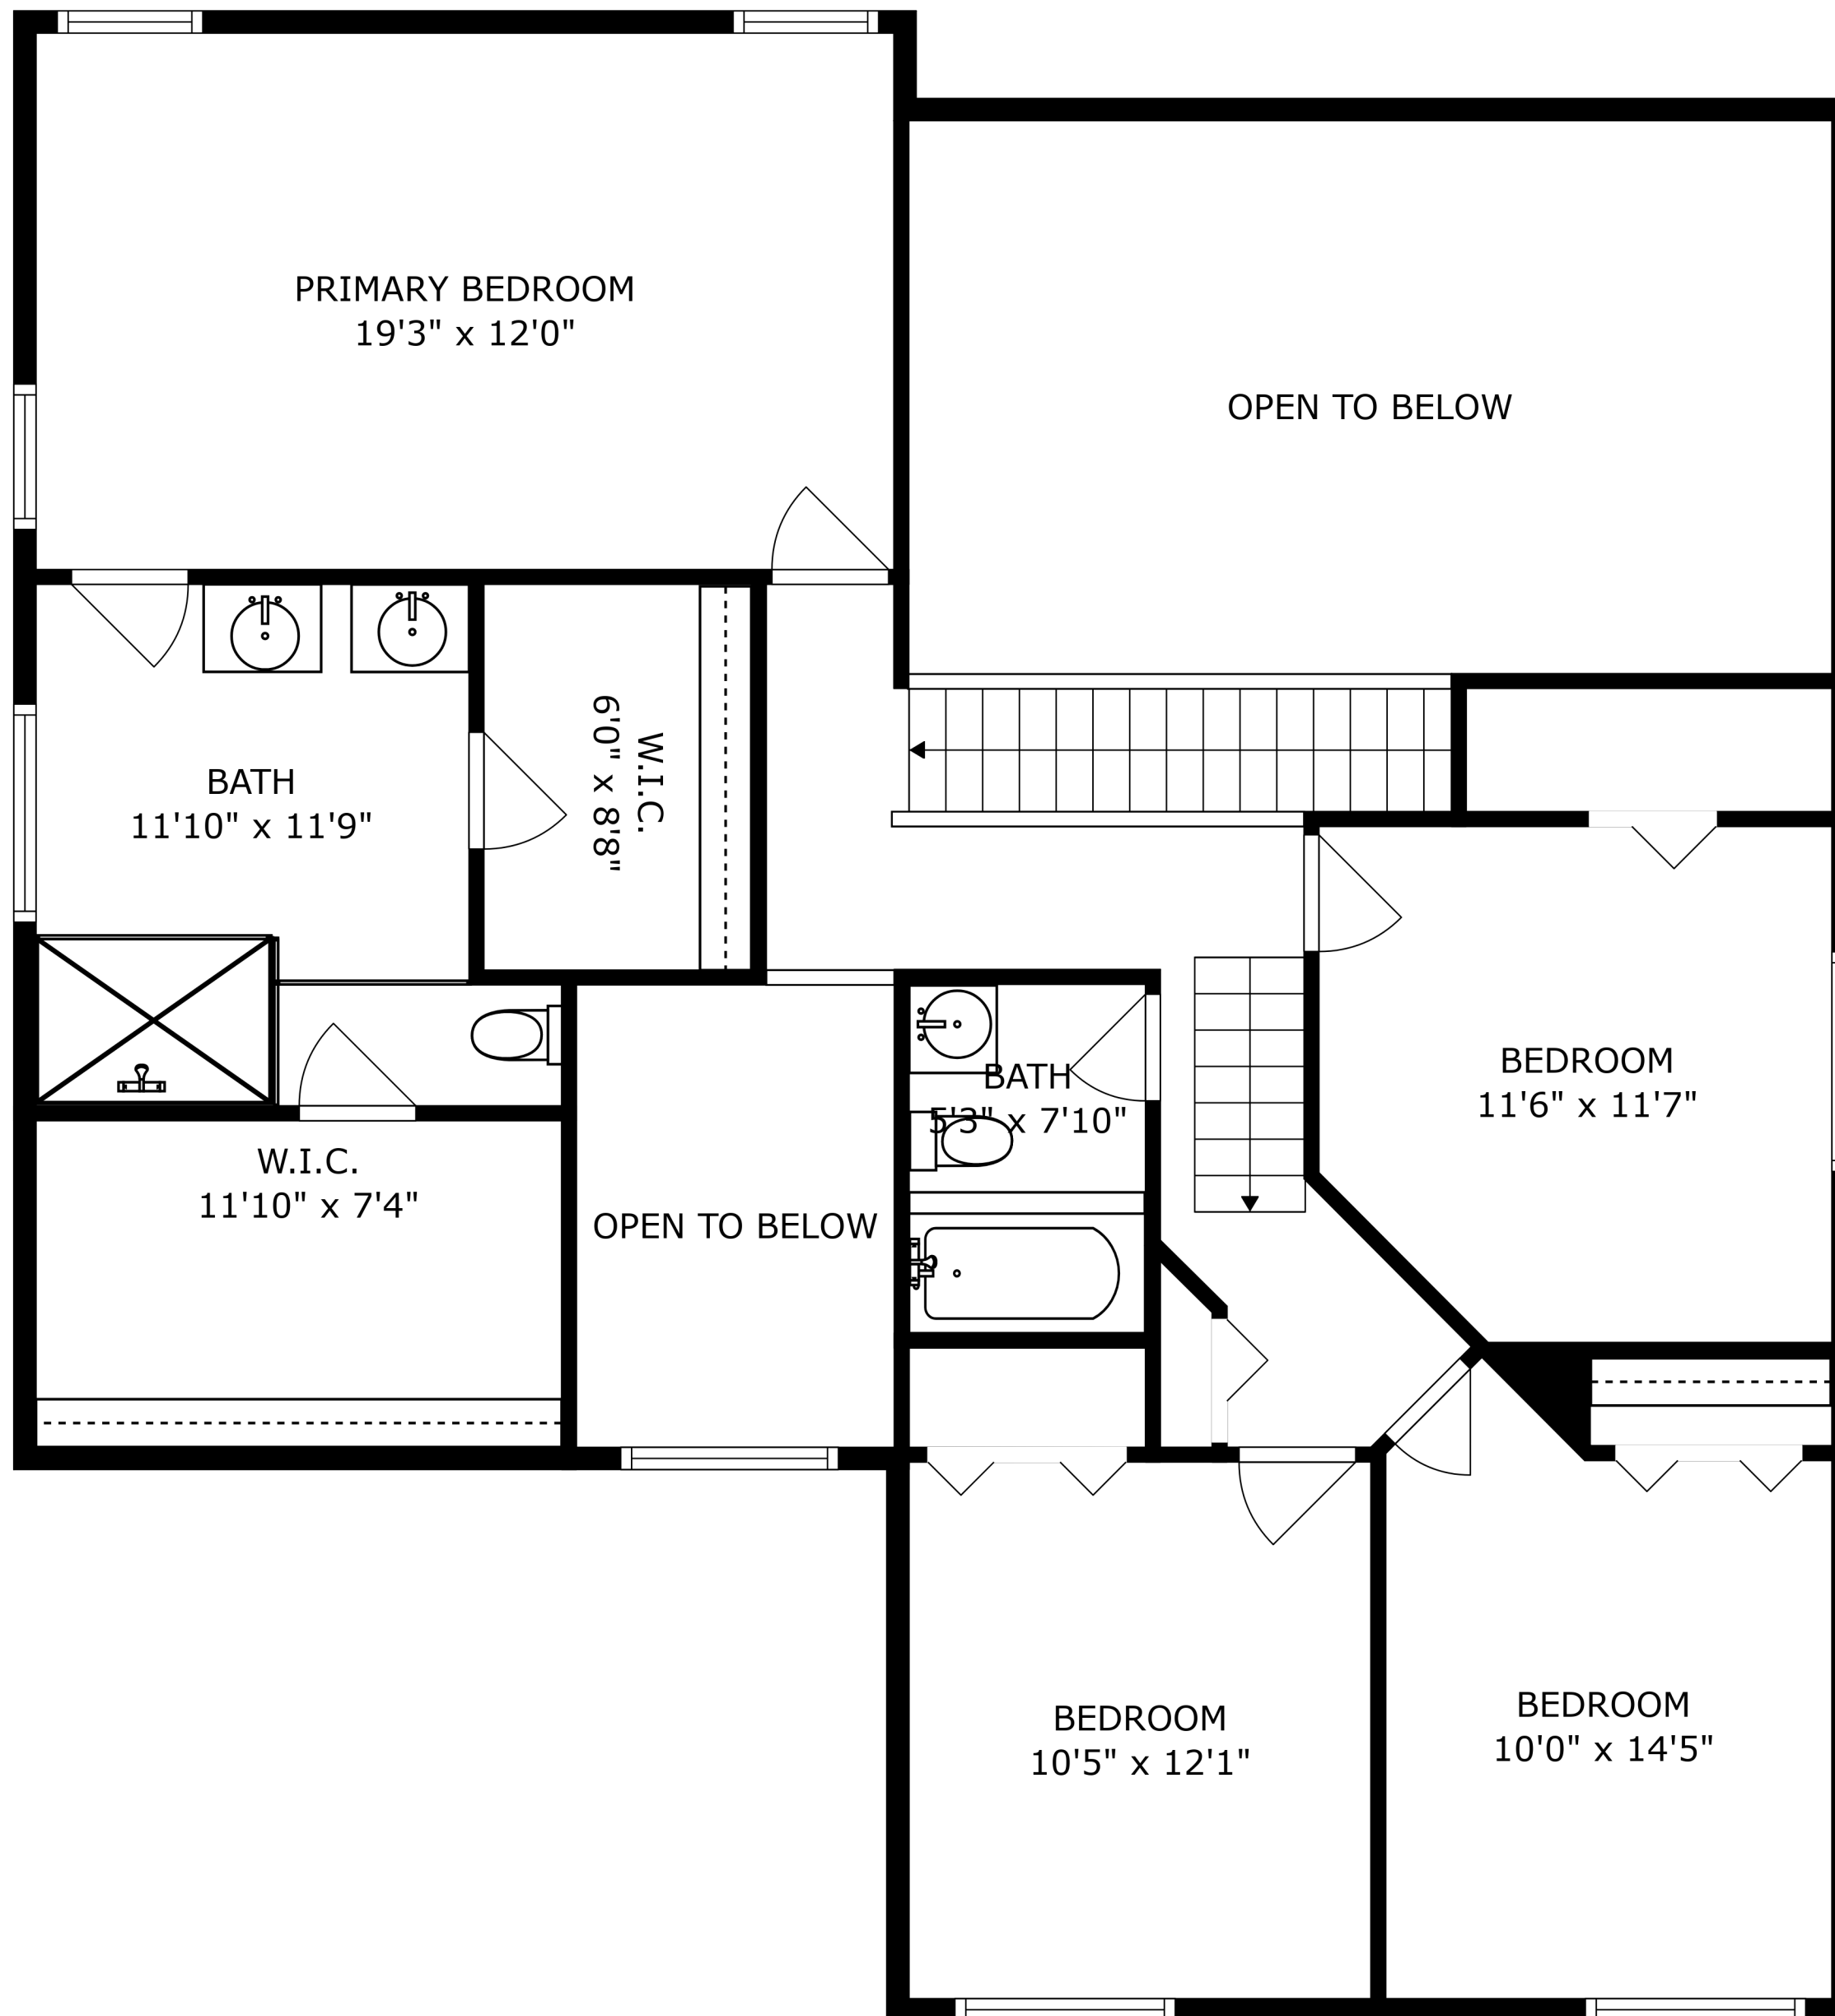 PRIMARY BEDROOM
19'3" x 12'0"
OPEN TO BELOW
BATH
11'10" x 11'9"
W.I.C.
6'0" x 8'8"
BEDROOM
11'6" x 11'7"
BATH
5'3" x 7'10"
W.I.C.
11'10" x 7'4"
OPEN TO BELOW
BEDROOM
10'5" x 12'1"
BEDROOM
10'0" x 14'5"